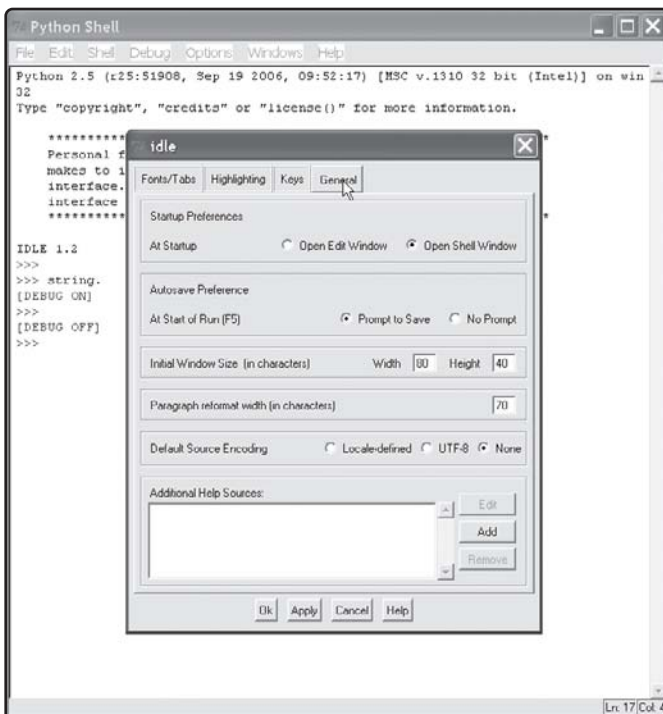 Python Shell
File Edit Shell Debug Options Windows Help
Python 2.5 (r25:51908, Sep 19 2006, 09:52:17) [MSC v.1310 32 bit (Intel)] on win
32
Type "copyright", "credits" or "license()" for more information.
Personal f
makes to i
interface.
interface
IDLE 1.2
>>>
>>> string.
[DEBUG ON]
>>>
[DEBUG OFF]
>>>
idle
Fonts/Tabs Highlighting Keys General
Startup Preferences
At Startup Open Edit Window Open Shell Window
Autosave Preference
At Start of Run (F5) Prompt to Save No Prompt
Initial Window Size (in characters) Width 80 Height 40
Paragraph reformat width (in characters) 70
Default Source Encoding Locale-defined UTF-8 None
Additional Help Sources:
Edit
Add
Remove
Ok Apply Cancel Help
Ln: 17 Col: 4